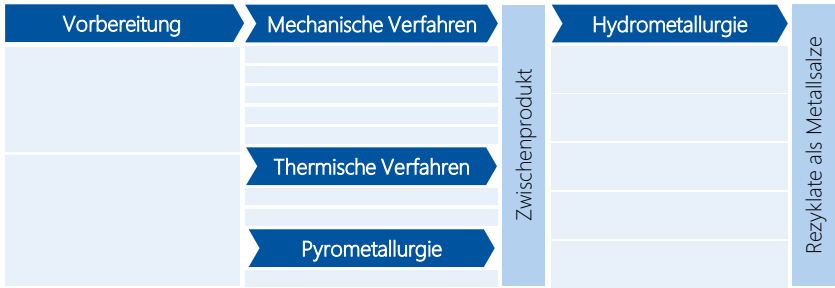 Vorbereitung
Mechanische Verfahren
Thermische Verfahren
Pyrometallurgie
Zwischenprodukt
Hydrometallurgie
Rezyklate als Metallsalze